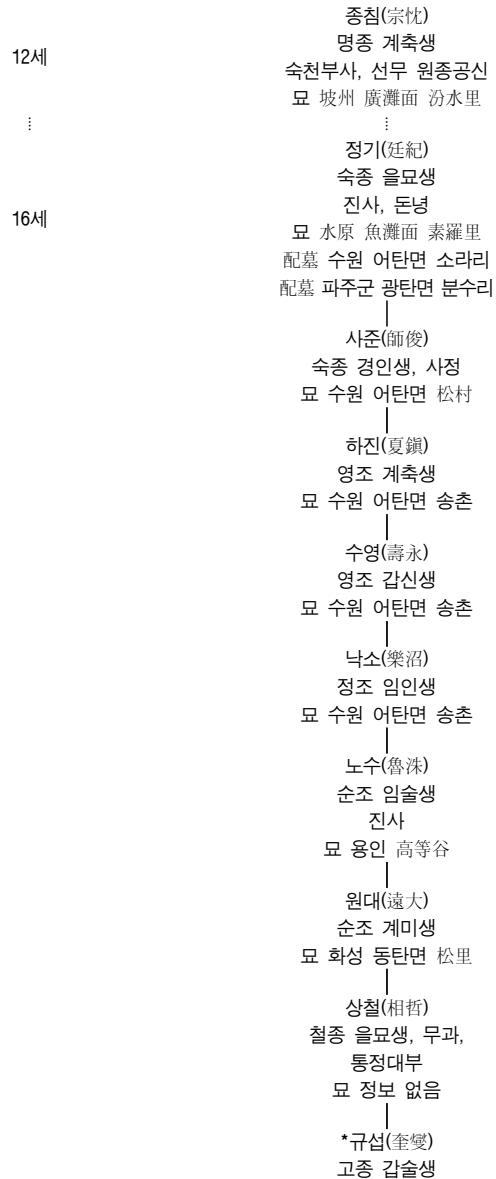 종침(宗忱)
12세
명종 계축생
숙천부사, 선무 원종공신
묘 坡州 廣灘面 汾水里
정기(廷紀)
숙종 을묘생
16세
진사, 돈녕
묘 水原 魚灘面 素羅里
配墓 수원 어탄면 소라리
配墓 파주군 광탄면 분수리
사준(師俊)
숙종 경인생, 사정
묘 수원 어탄면 松村
하진(夏鎭)
영조 계축생
묘 수원 어탄면 송촌
수영(壽永)
영조 갑신생
묘 수원 어탄면 송촌
낙소(樂沼)
정조 임인생
묘 수원 어탄면 송촌
노수(魯洙)
순조 임술생
진사
묘 용인 高等谷
원대(遠大)
순조 계미생
묘 화성 동탄면 松里
상철(相哲)
철종 을묘생, 무과,
통정대부
묘 정보 없음
*규섭(奎燮)
고종 갑술생